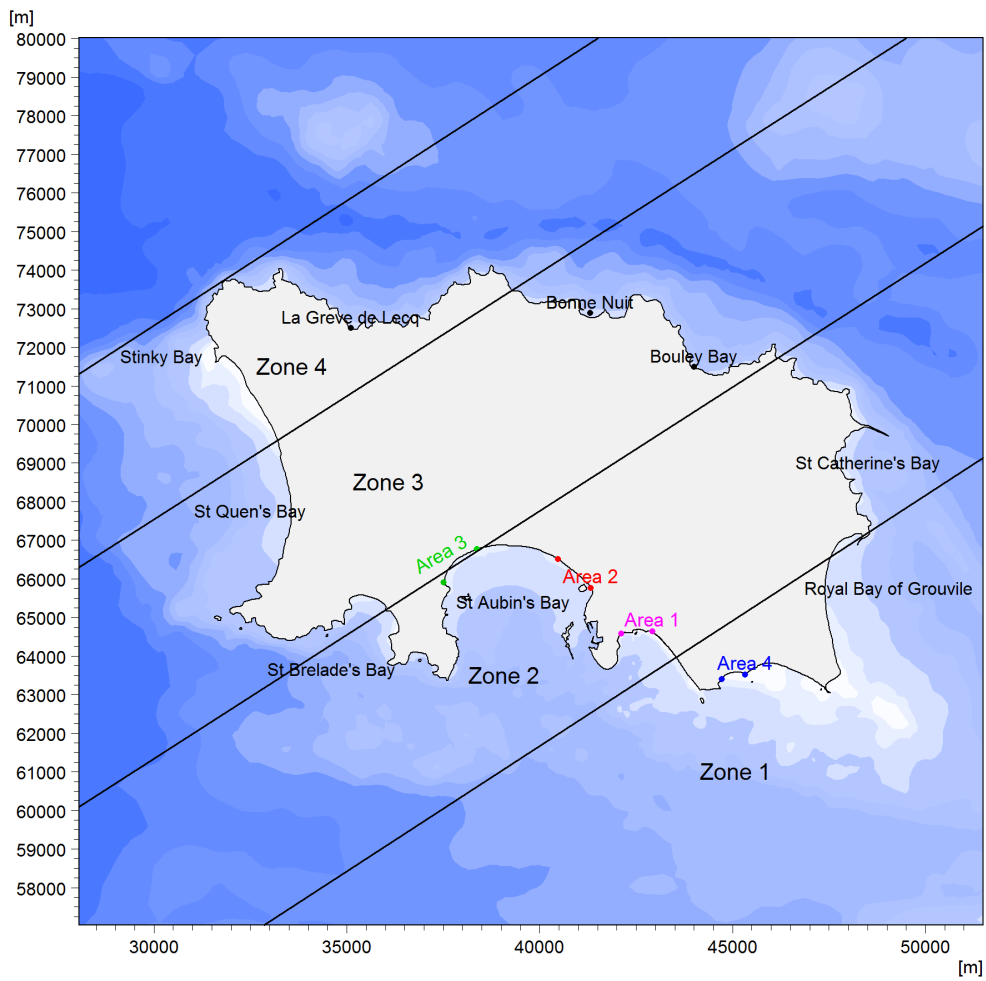 [m]
80000
79000
78000
77000
76000
75000
74000
73000
72000
71000
70000
69000
68000
67000
66000
65000
64000
63000
62000
61000
60000
59000
58000
La Greve de Lecq
Bonne Nuit
Stinky Bay
Bouley Bay
Zone 4
St Catherine's Bay
Zone 3
St Quen's Bay
Area 3
Area 2
Royal Bay of Grouvile
St Aubin's Bay
Area 1
Area 4
St Brelade's Bay
Zone 2
Zone 1
30000 35000 40000 45000 50000
[m]